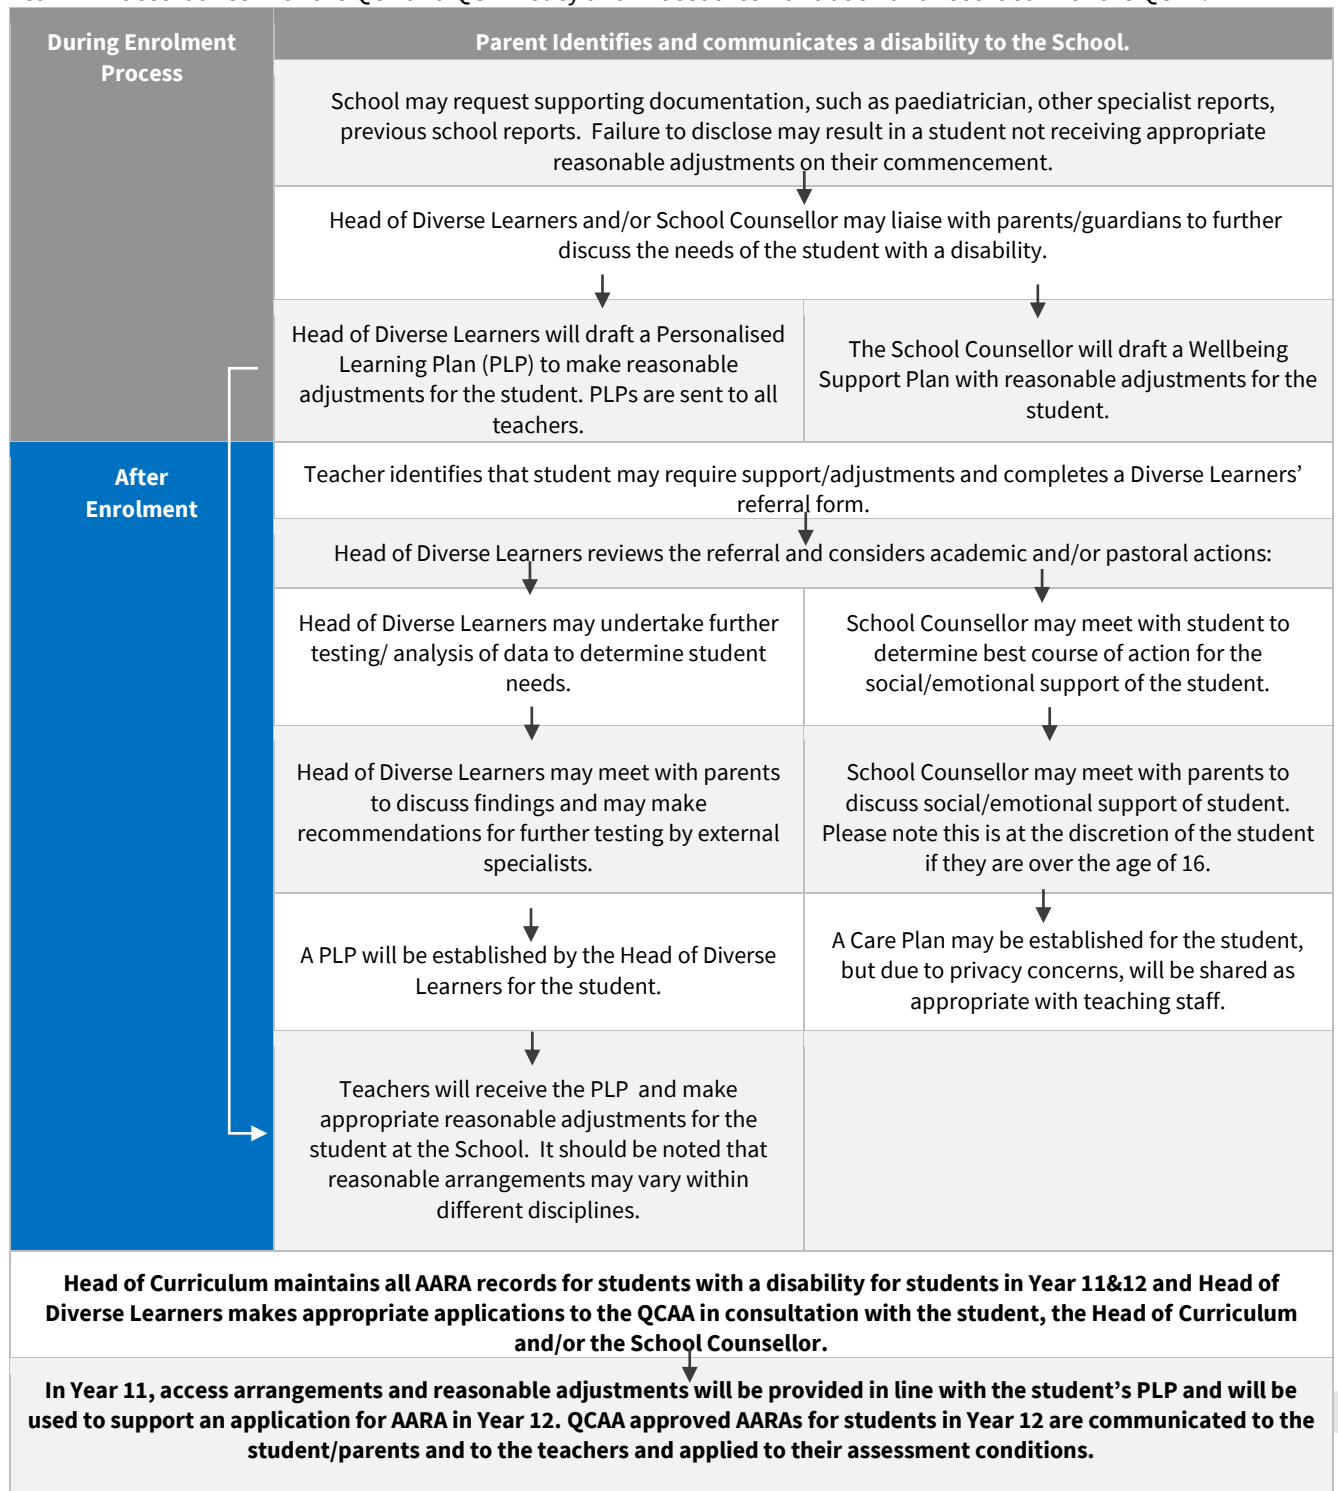 During Enrolment
Process
Parent Identifies and communicates a disability to the School.
School may request supporting documentation, such as paediatrician, other specialist reports,
previous school reports.  Failure to disclose may result in a student not receiving appropriate
reasonable adjustments on their commencement.
Head of Diverse Learners and/or School Counsellor may liaise with parents/guardians to further
discuss the needs of the student with a disability.
Head of Diverse Learners will draft a Personalised
Learning Plan (PLP) to make reasonable
adjustments for the student. PLPs are sent to all
teachers.
The School Counsellor will draft a Wellbeing
Support Plan with reasonable adjustments for the
student.
After
Enrolment
Teacher identifies that student may require support/adjustments and completes a Diverse Learners’
referral form.
Head of Diverse Learners reviews the referral and considers academic and/or pastoral actions:
Head of Diverse Learners may undertake further
testing/ analysis of data to determine student
needs.
School Counsellor may meet with student to
determine best course of action for the
social/emotional support of the student.
Head of Diverse Learners may meet with parents
to discuss findings and may make
recommendations for further testing by external
specialists.
School Counsellor may meet with parents to
discuss social/emotional support of student.
Please note this is at the discretion of the student
if they are over the age of 16.
A PLP will be established by the Head of Diverse
Learners for the student.
A Care Plan may be established for the student,
but due to privacy concerns, will be shared as
appropriate with teaching staff.
Teachers will receive the PLP  and make
appropriate reasonable adjustments for the
student at the School.  It should be noted that
reasonable arrangements may vary within
different disciplines.
Head of Curriculum maintains all AARA records for students with a disability for students in Year 11&12 and Head of
Diverse Learners makes appropriate applications to the QCAA in consultation with the student, the Head of Curriculum
and/or the School Counsellor.
In Year 11, access arrangements and reasonable adjustments will be provided in line with the student’s PLP and will be
used to support an application for AARA in Year 12. QCAA approved AARAs for students in Year 12 are communicated to the
student/parents and to the teachers and applied to their assessment conditions.